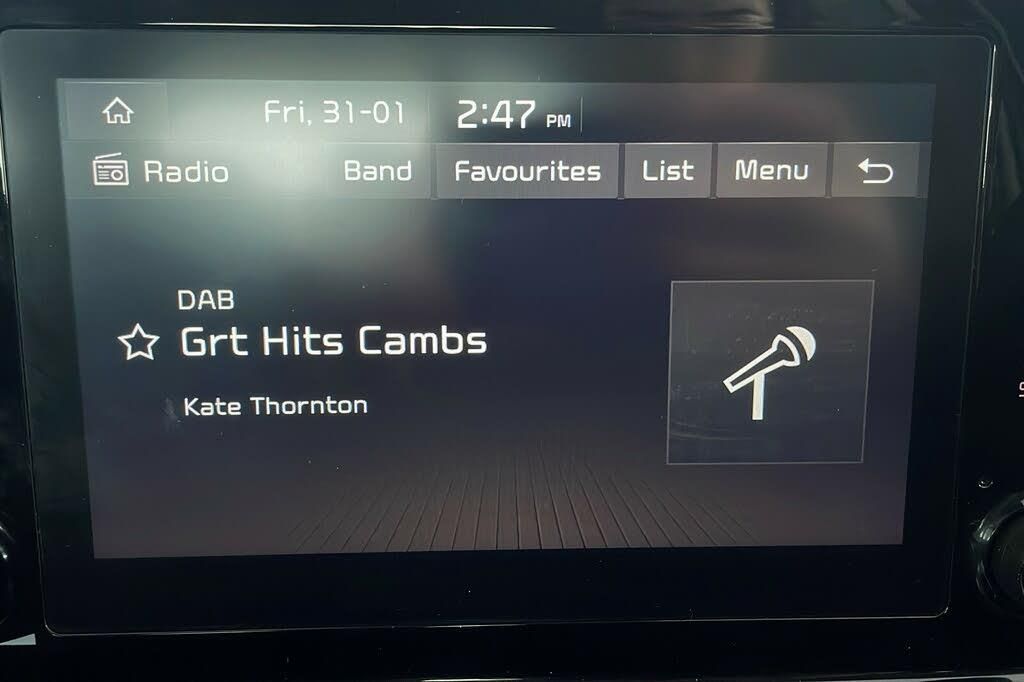 Fri, 31-01 2:47 PM
Radio Band Favourites List Menu
DAB
Grt Hits Cambs
Kate Thornton